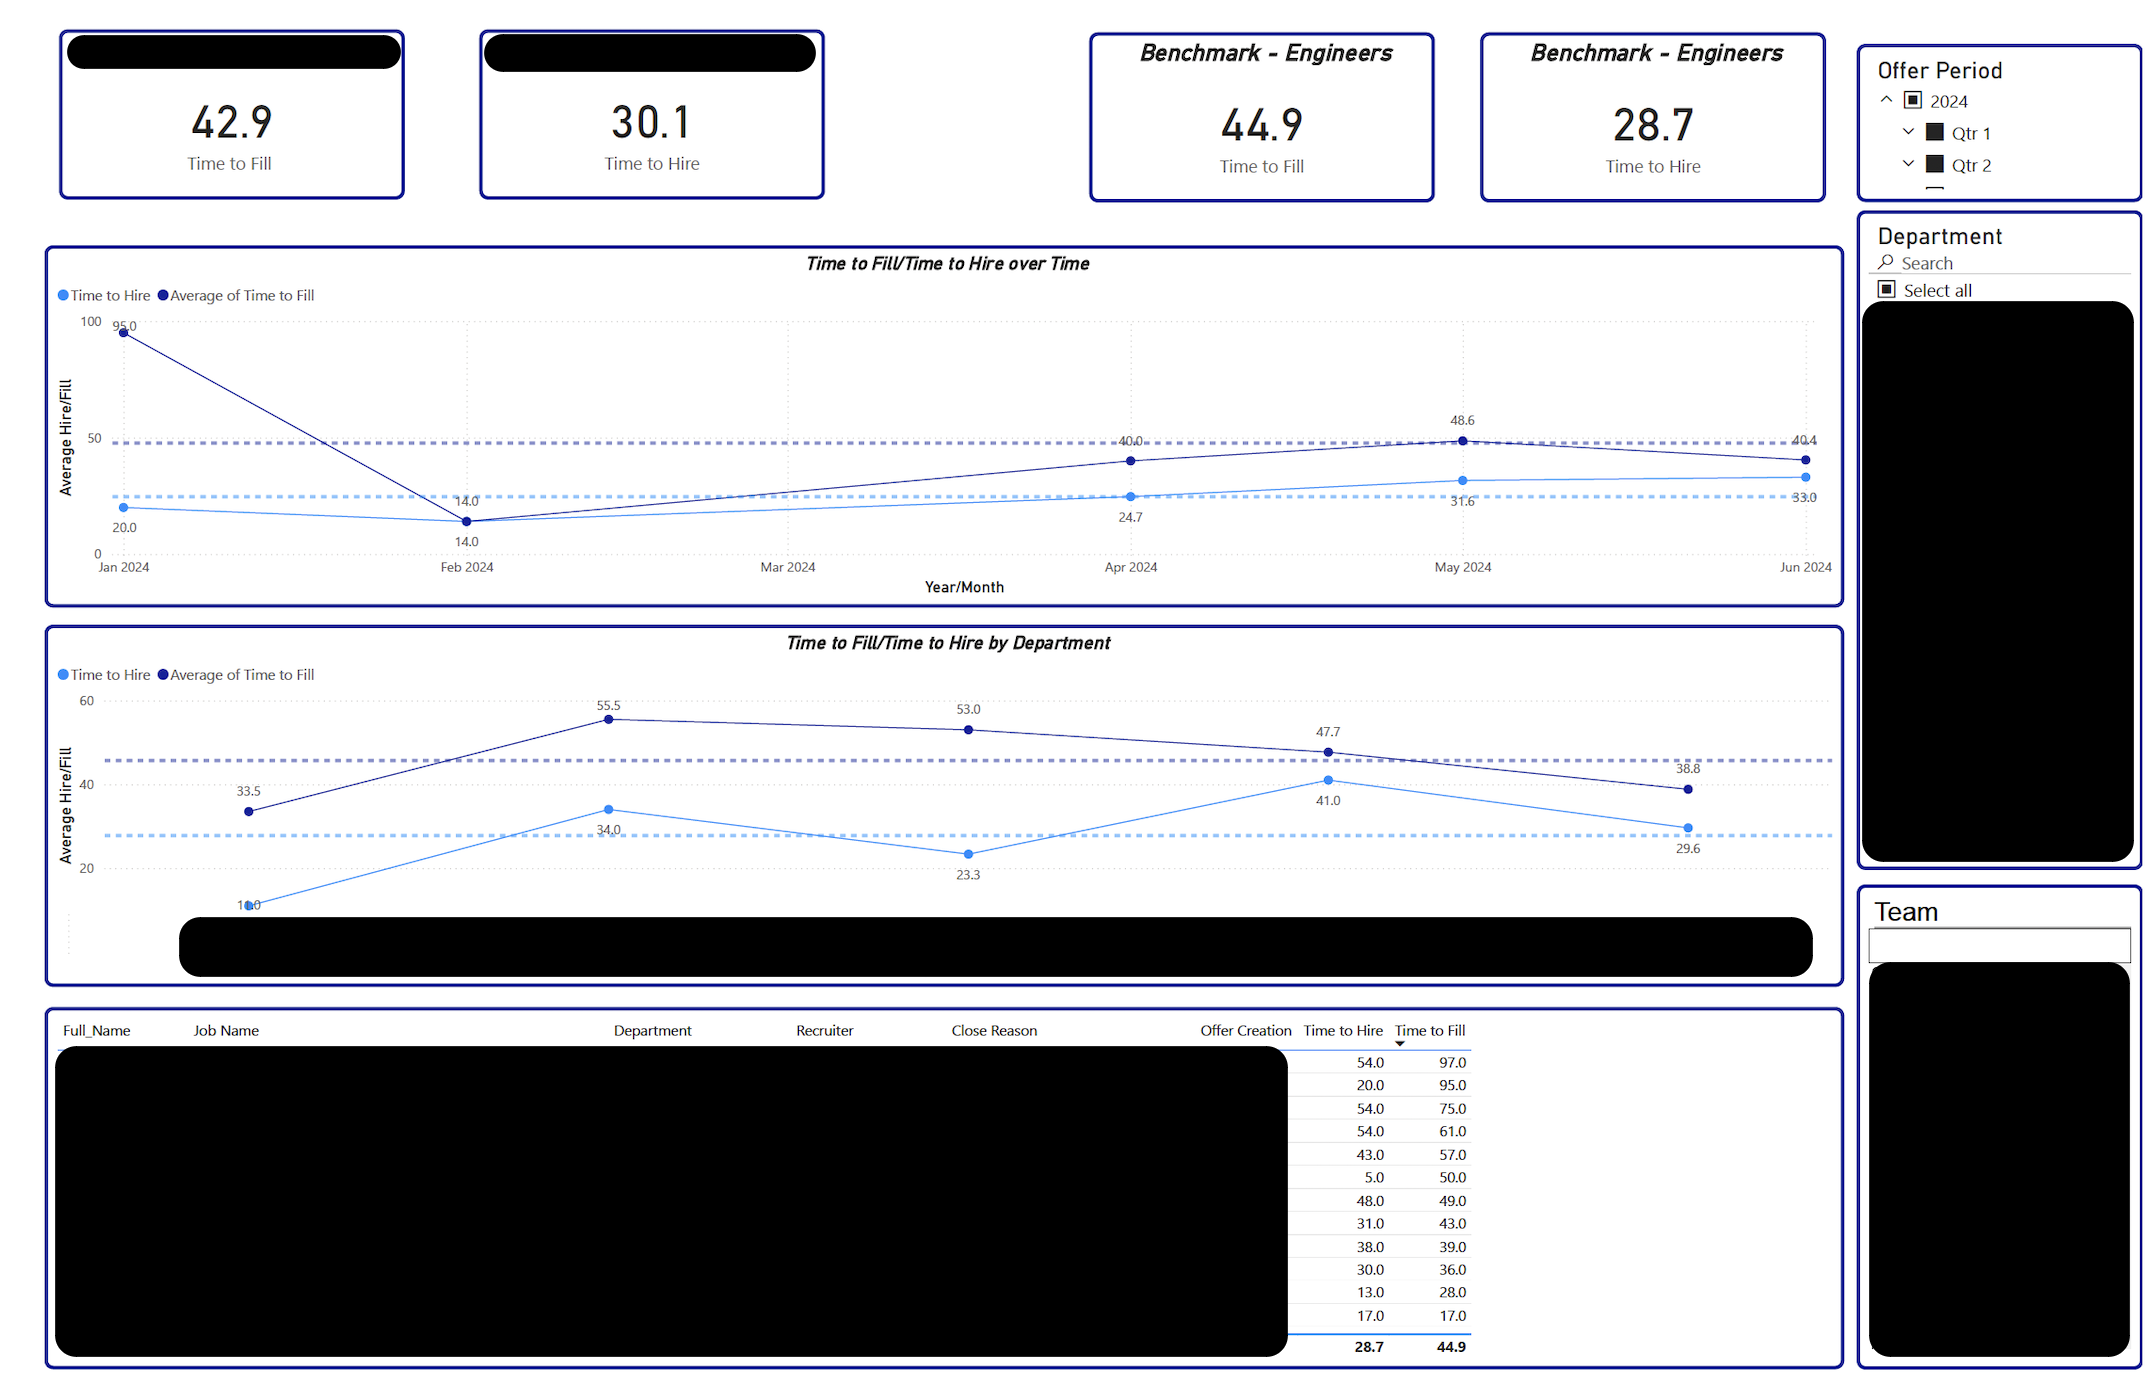 42.9
Time to Fill
30.1
Time to Hire
Benchmark - Engineers
44.9
Time to Fill
Benchmark - Engineers
28.7
Time to Hire
Offer Period
2024
Qtr 1
Qtr 2
Department
Search
Select all
Time to Fill/Time to Hire over Time
Time to Hire Average of Time to Fill
Average Hire/Fill
100
50
0
95.0
14.0
40.0
48.6
40.4
20.0
14.0
24.7
31.6
33.0
Jan 2024 Feb 2024 Mar 2024 Apr 2024 May 2024 Jun 2024
Year/Month
Time to Fill/Time to Hire by Department
Time to Hire Average of Time to Fill
Average Hire/Fill
60
40
20
33.5
55.5
53.0
47.7
38.8
11.0
34.0
23.3
41.0
29.6
Team
Full_Name Job Name Department Recruiter Close Reason Offer Creation Time to Hire Time to Fill
54.0 97.0
20.0 95.0
54.0 75.0
54.0 61.0
43.0 57.0
5.0 50.0
48.0 49.0
31.0 43.0
38.0 39.0
30.0 36.0
13.0 28.0
17.0 17.0
28.7 44.9